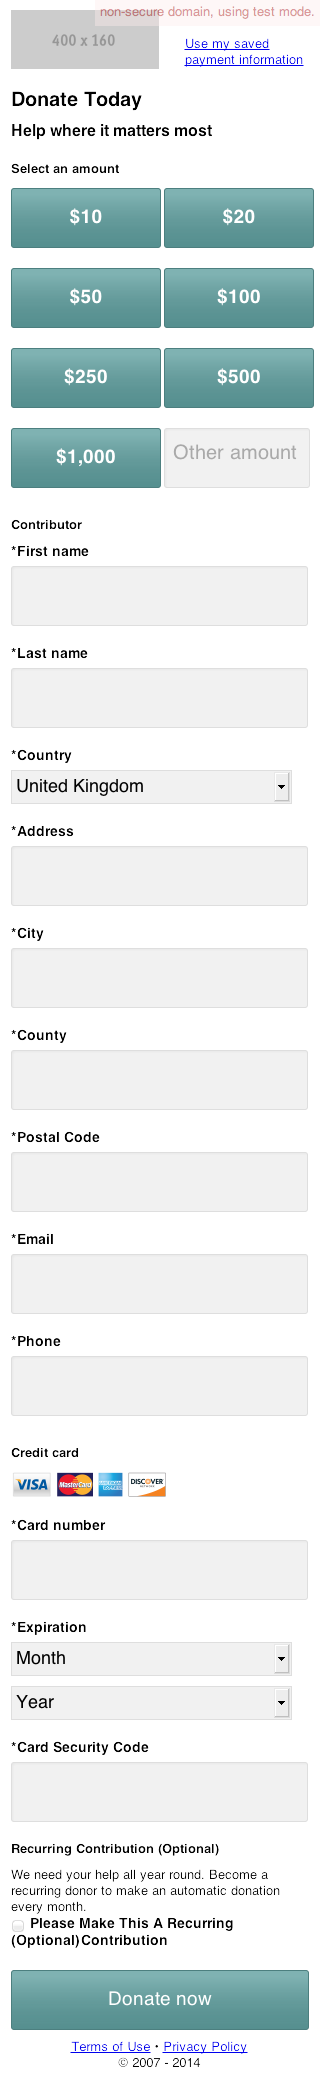 non-secure domain, using test mode.
400 x 160
Use my saved
payment information
Donate Today
Help where it matters most
Select an amount
$10
$20
$50
$100
$250
$500
$1,000
Other amount
Contributor
*First name
*Last name
*Country
United Kingdom
*Address
*City
*County
*Postal Code
*Email
*Phone
Credit card
VISA MasterCard AMERICAN EXPRESS DISCOVER
*Card number
*Expiration
Month
Year
*Card Security Code
Recurring Contribution (Optional)
We need your help all year round. Become a
recurring donor to make an automatic donation
every month.
Please Make This A Recurring
(Optional)Contribution
Donate now
Terms of Use • Privacy Policy
© 2007 - 2014